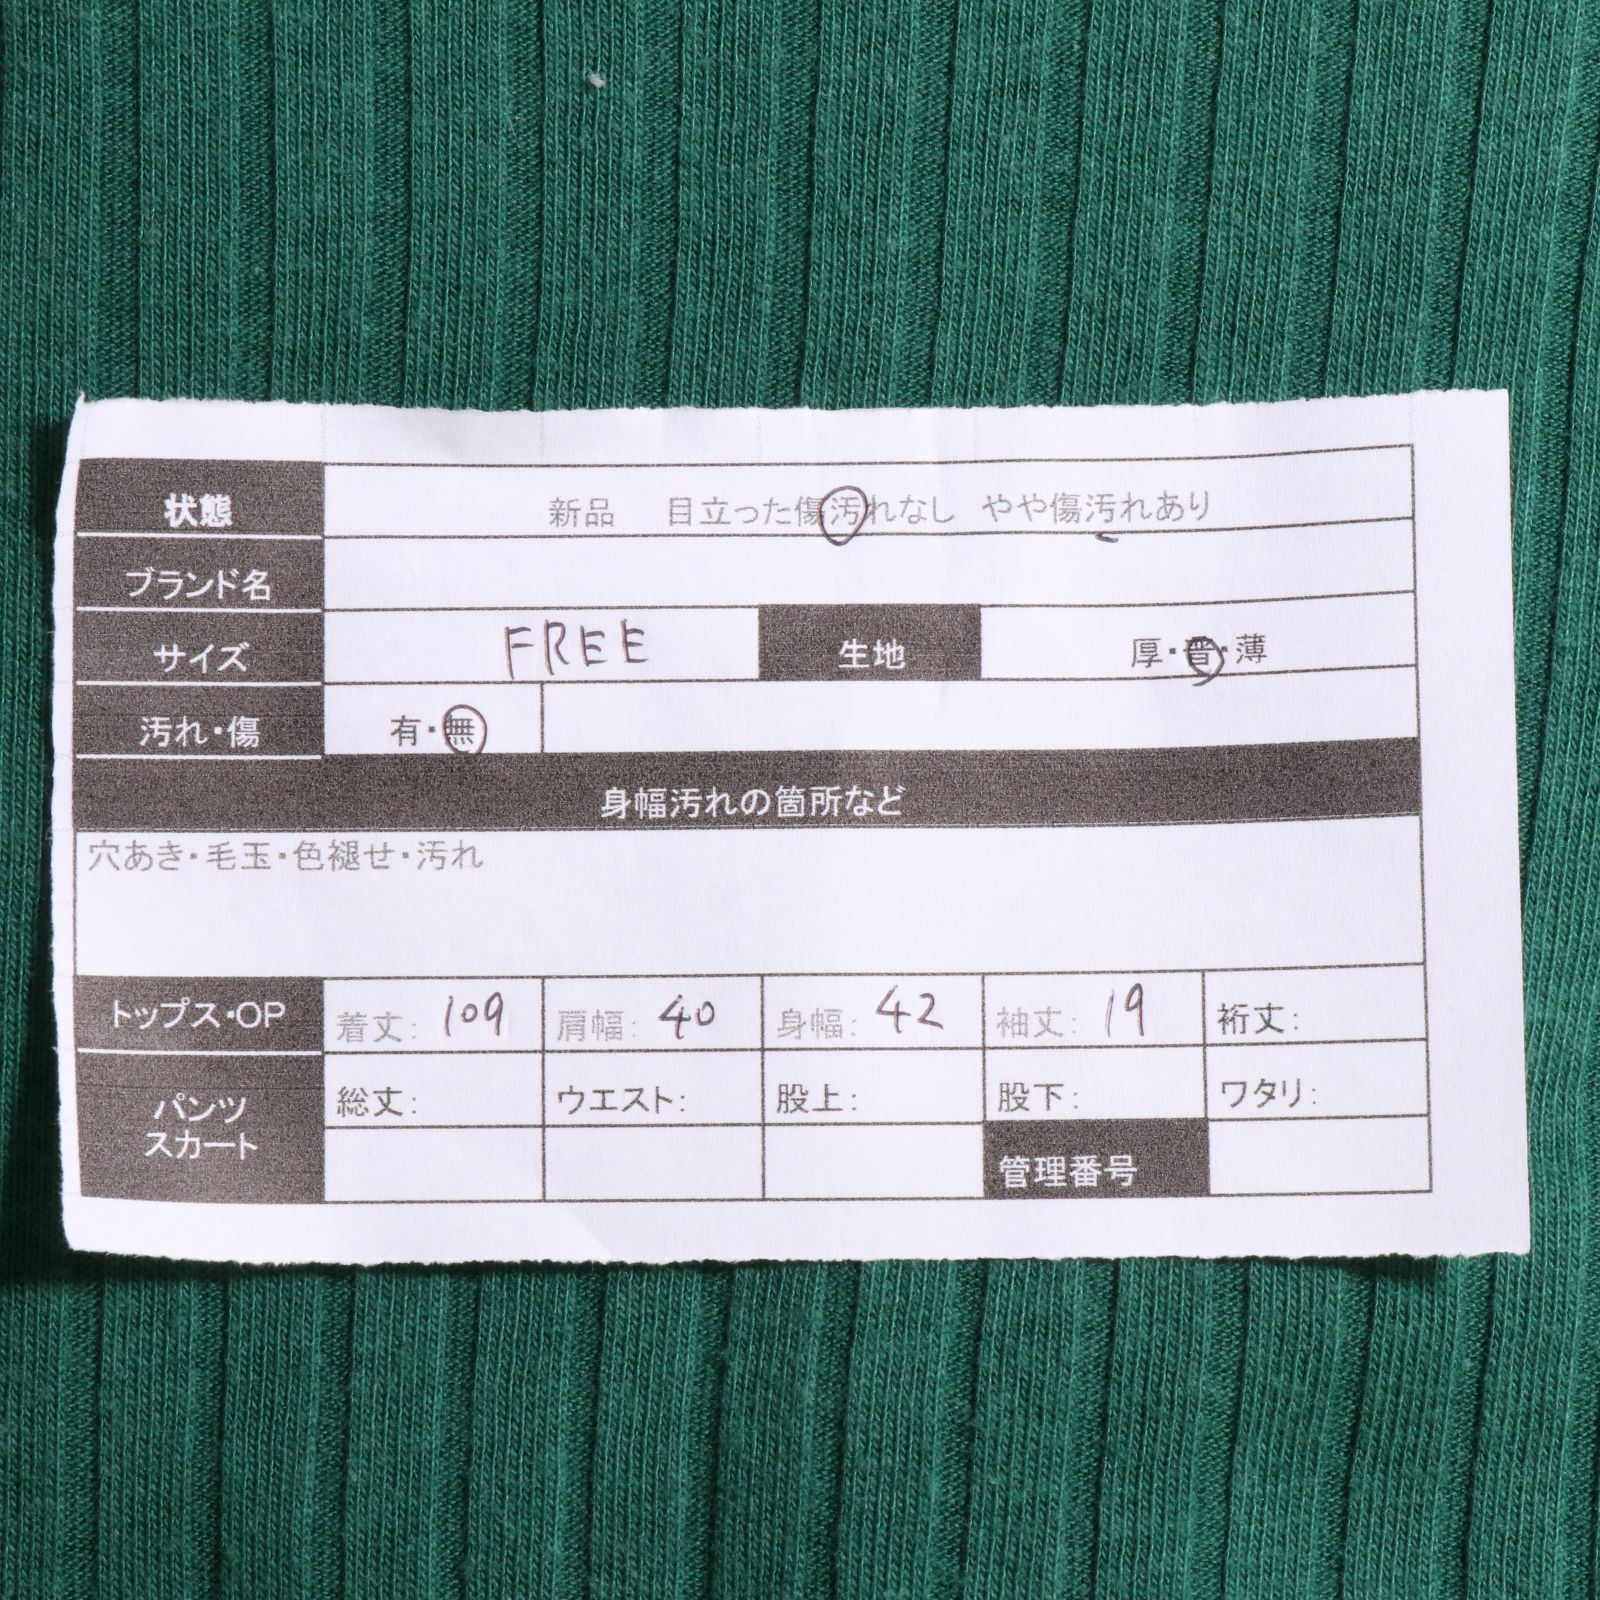 状態 新品 目立った傷汚れなし やや傷汚れあり
ブランド名
サイズ FREE 生地 厚・普・薄
汚れ・傷 有・無
身幅汚れの箇所など
穴あき・毛玉・色褪せ・汚れ
トップス・OP 着丈: 109 肩幅: 40 身幅: 42 袖丈: 19 裄丈:
パンツ スカート 総丈: ウエスト: 股上: 股下: ワタリ:
管理番号